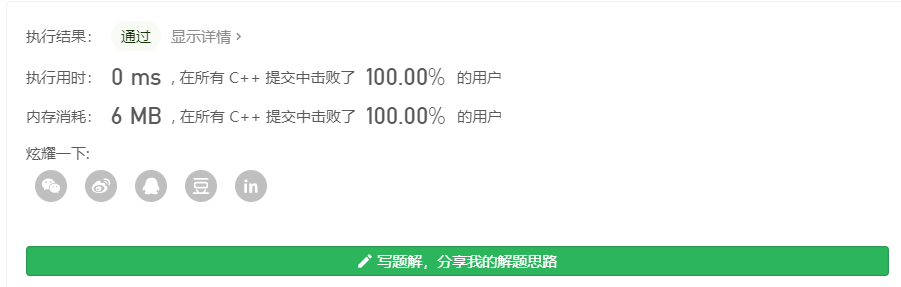 执行结果： 通过 显示详情 ›
执行用时： 0 ms , 在所有 C++ 提交中击败了 100.00% 的用户
内存消耗： 6 MB , 在所有 C++ 提交中击败了 100.00% 的用户
炫耀一下:
豆 in
写题解，分享我的解题思路